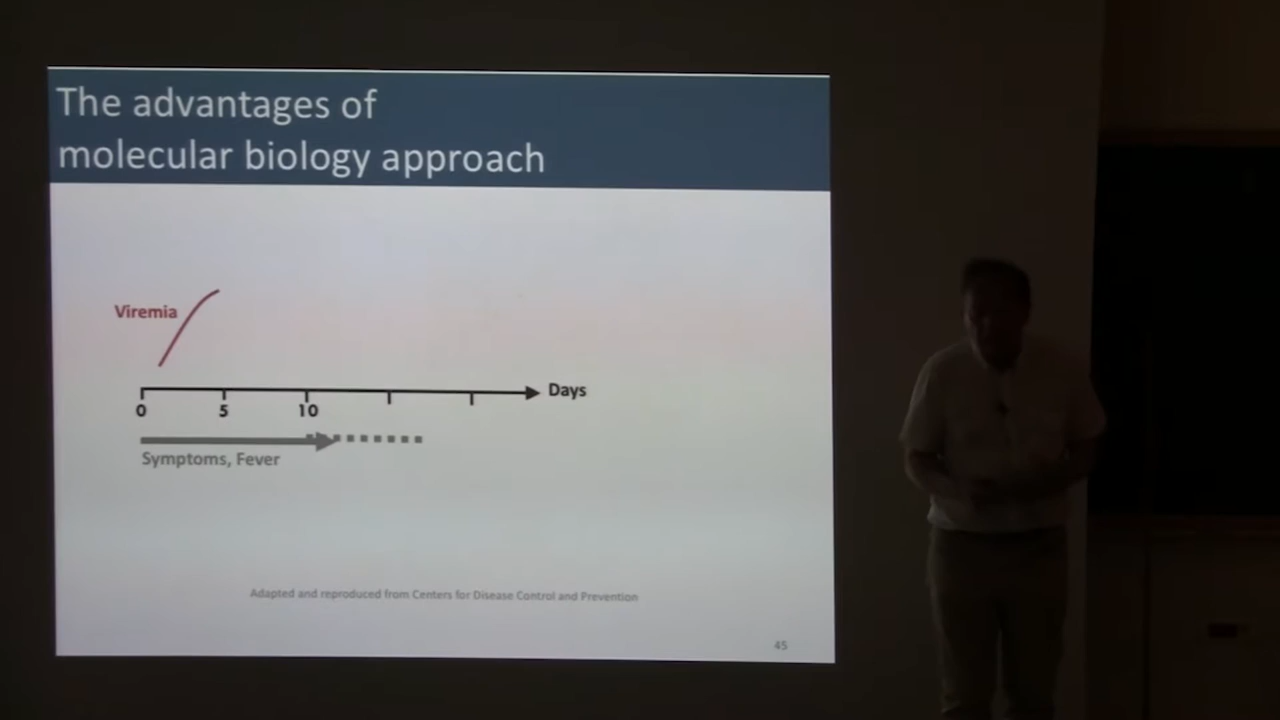 The advantages of
molecular biology approach
Viremia
Days
0 5 10
Symptoms, Fever
Adapted and reproduced from Centers for Disease Control and Prevention
45